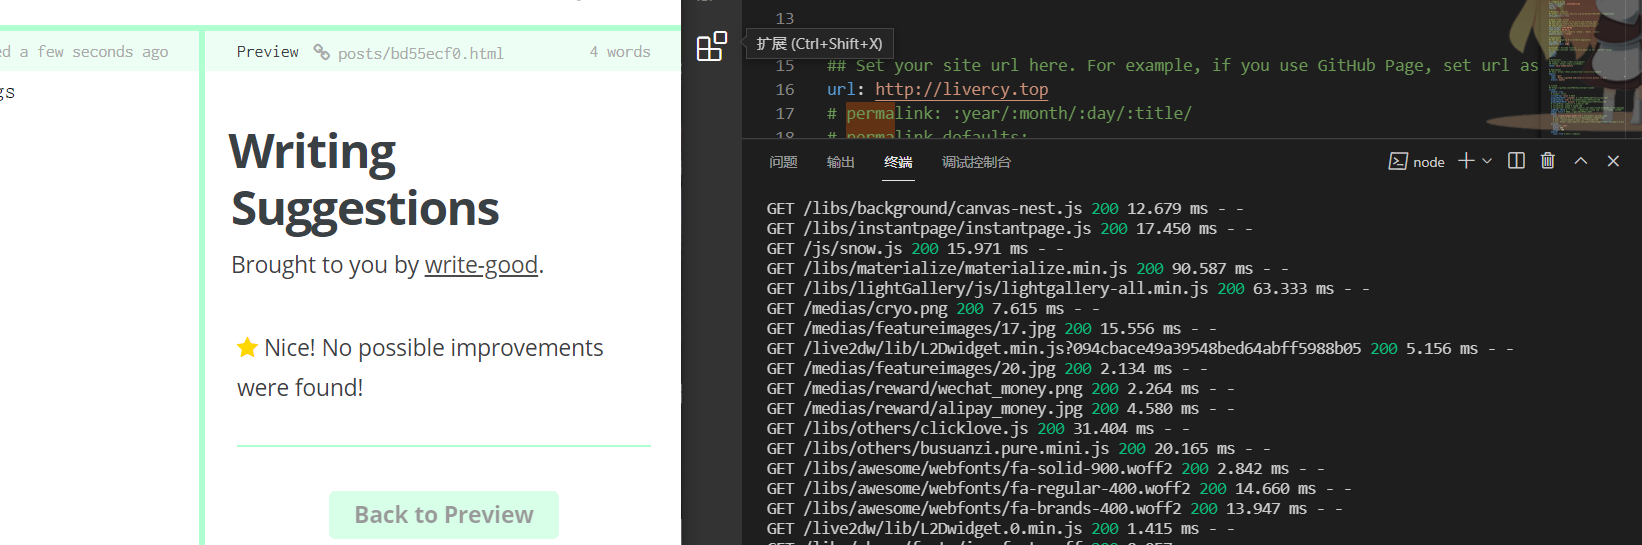 d a few seconds ago
gs
Preview posts/bd55ecf0.html 4 words
Writing
Suggestions
Brought to you by write-good.
Nice! No possible improvements
were found!
Back to Preview
13
扩展 (Ctrl+Shift+X)
15 ## Set your site url here. For example, if you use GitHub Page, set url as
16 url: http://livercy.top
17 # permalink: :year/:month/:day/:title/
18 # permalink_defaults:
问题 输出 终端 调试控制台 node
GET /libs/background/canvas-nest.js 200 12.679 ms - -
GET /libs/instantpage/instantpage.js 200 17.450 ms - -
GET /js/snow.js 200 15.971 ms - -
GET /libs/materialize/materialize.min.js 200 90.587 ms - -
GET /libs/lightGallery/js/lightgallery-all.min.js 200 63.333 ms - -
GET /medias/cryo.png 200 7.615 ms - -
GET /medias/featureimages/17.jpg 200 15.556 ms - -
GET /live2dw/lib/L2Dwidget.min.js?094cbace49a39548bed64abff5988b05 200 5.156 ms - -
GET /medias/featureimages/20.jpg 200 2.134 ms - -
GET /medias/reward/wechat_money.png 200 2.264 ms - -
GET /medias/reward/alipay_money.jpg 200 4.580 ms - -
GET /libs/others/clicklove.js 200 31.404 ms - -
GET /libs/others/busuanzi.pure.mini.js 200 20.165 ms - -
GET /libs/awesome/webfonts/fa-solid-900.woff2 200 2.842 ms - -
GET /libs/awesome/webfonts/fa-regular-400.woff2 200 14.660 ms - -
GET /libs/awesome/webfonts/fa-brands-400.woff2 200 13.947 ms - -
GET /live2dw/lib/L2Dwidget.0.min.js 200 1.415 ms - -